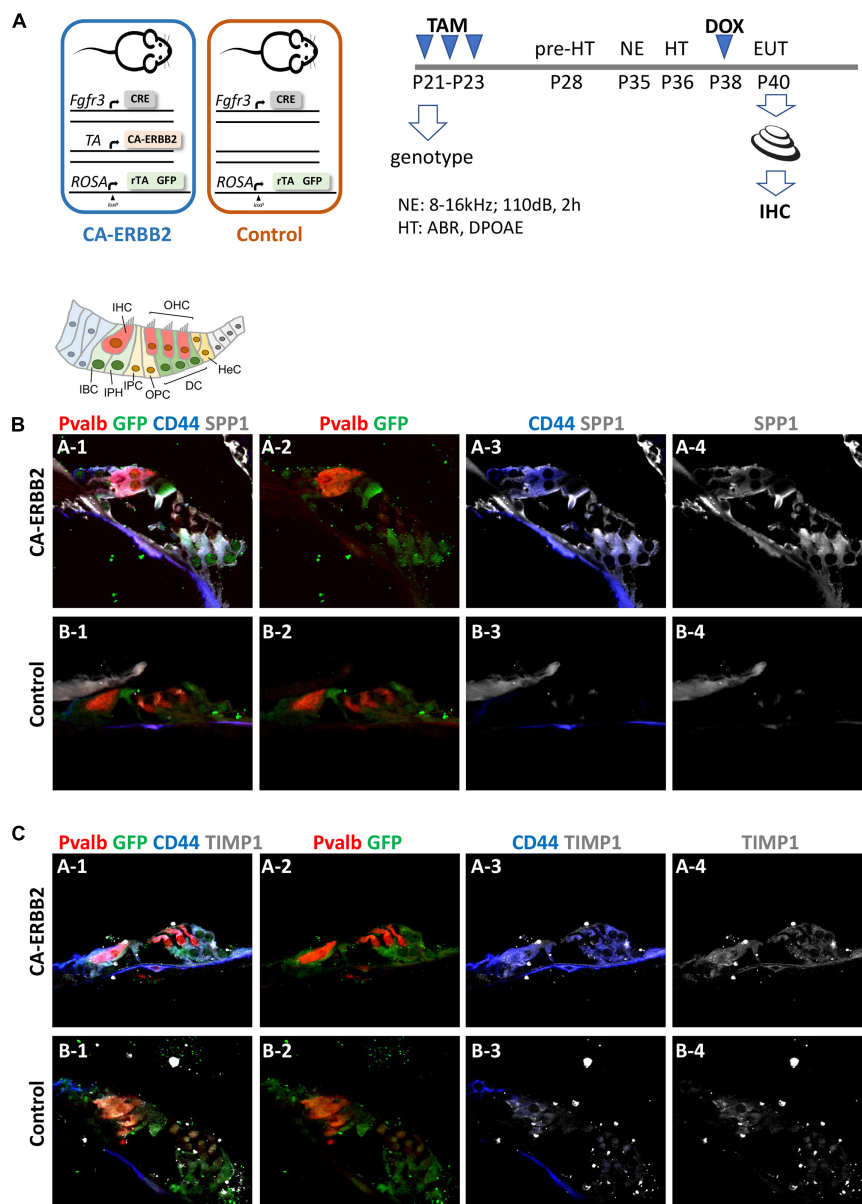 A
Fgfr3 CRE
TA CA-ERBB2
ROSA rTA GFP
loxP
CA-ERBB2
Fgfr3 CRE
ROSA rTA GFP
loxP
Control
TAM DOX
pre-HT NE HT EUT
P21-P23 P28 P35 P36 P38 P40
genotype
NE: 8-16kHz; 110dB, 2h
HT: ABR, DPOAE
IHC
IHC OHC
HeC
IBC IPH IPC OPC DC
B
Pvalb GFP CD44 SPP1 Pvalb GFP CD44 SPP1 SPP1
CA-ERBB2
A-1 A-2 A-3 A-4
Control
B-1 B-2 B-3 B-4
C
Pvalb GFP CD44 TIMP1 Pvalb GFP CD44 TIMP1 TIMP1
CA-ERBB2
A-1 A-2 A-3 A-4
Control
B-1 B-2 B-3 B-4